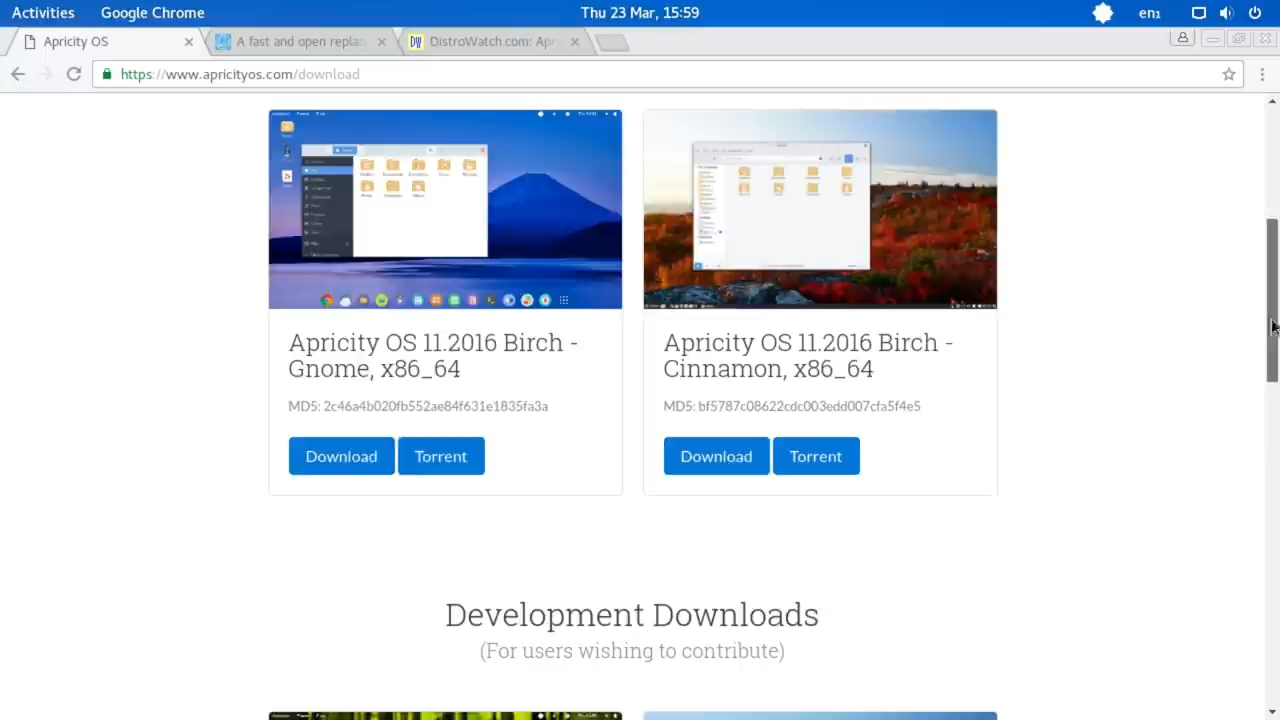 Activities Google Chrome Thu 23 Mar, 15:59 en₁
Apricity OS A fast and open repla DW DistroWatch.com: Apr
https://www.apricityos.com/download
Apricity OS 11.2016 Birch -
Gnome, x86_64
MD5: 2c46a4b020fb552ae84f631e1835fa3a
Download Torrent
Apricity OS 11.2016 Birch -
Cinnamon, x86_64
MD5: bf5787c08622cdc003edd007cfa5f4e5
Download Torrent
Development Downloads
(For users wishing to contribute)